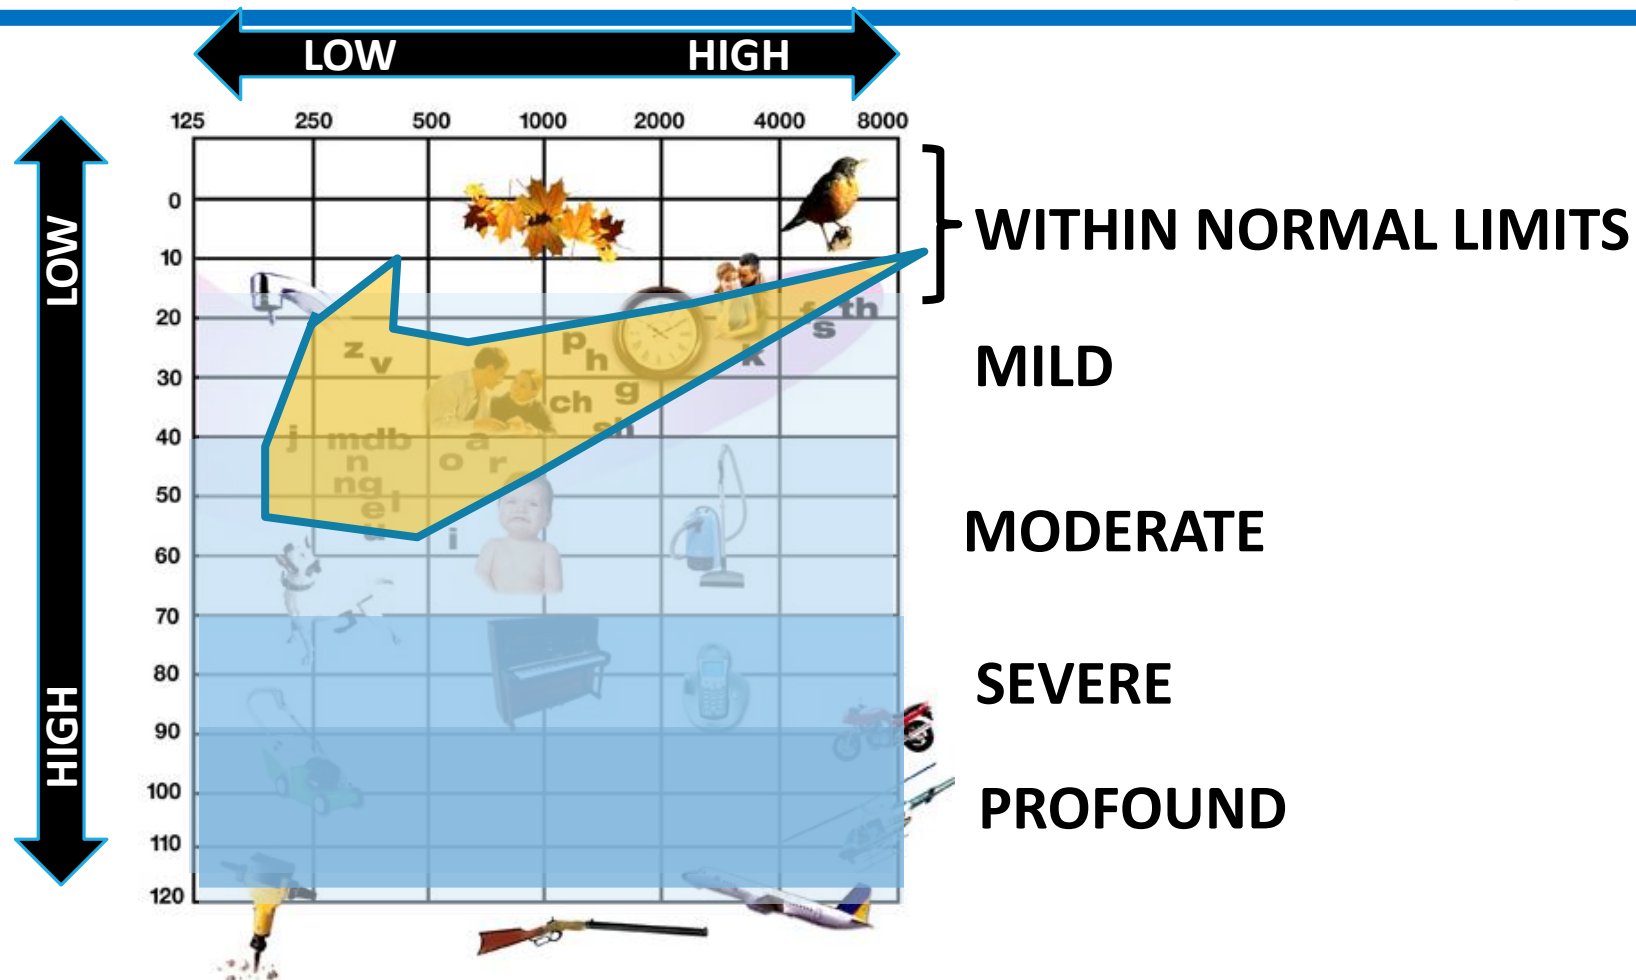 LOW HIGH
125 250 500 1000 2000 4000 8000
LOW
HIGH
0
10
20
30
40
50
60
70
80
90
100
110
120
z
v
p
h
f
s
th
k
g
ch
sh
j
mdb
n
ng
e
l
u
a
o
r
i
WITHIN NORMAL LIMITS
MILD
MODERATE
SEVERE
PROFOUND